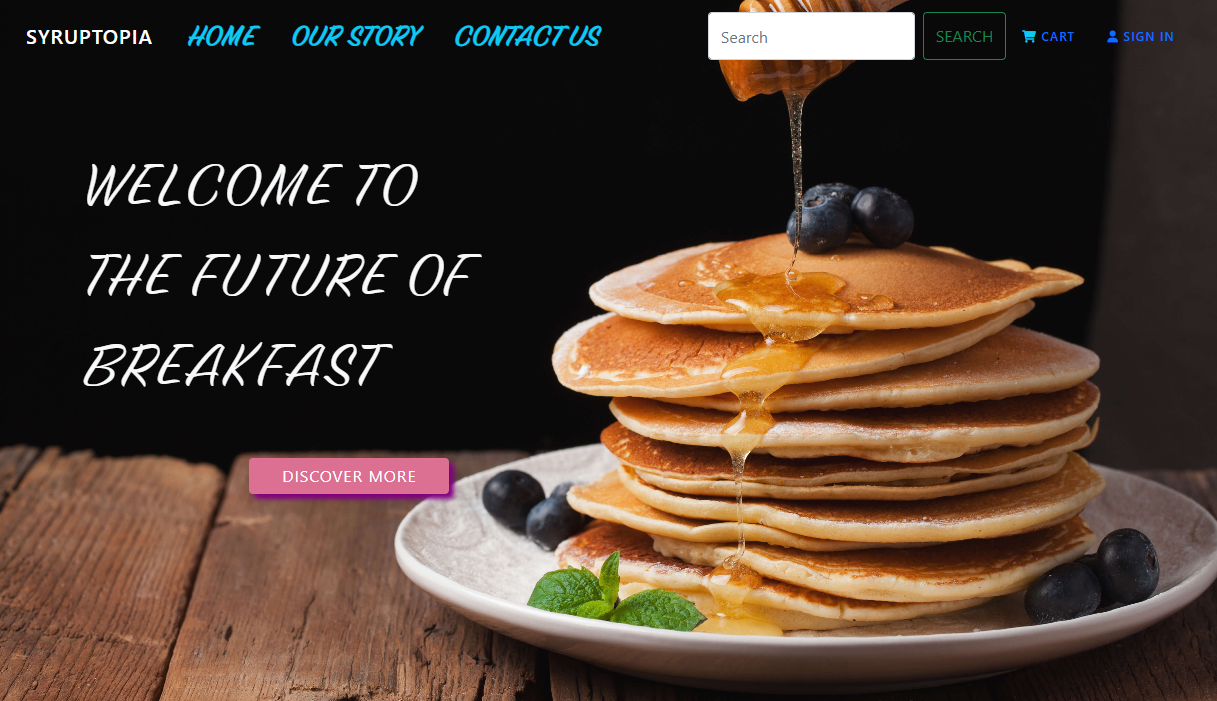 SYRUPTOPIA HOME OUR STORY CONTACT US Search SEARCH CART SIGN IN
WELCOME TO
THE FUTURE OF
BREAKFAST
DISCOVER MORE